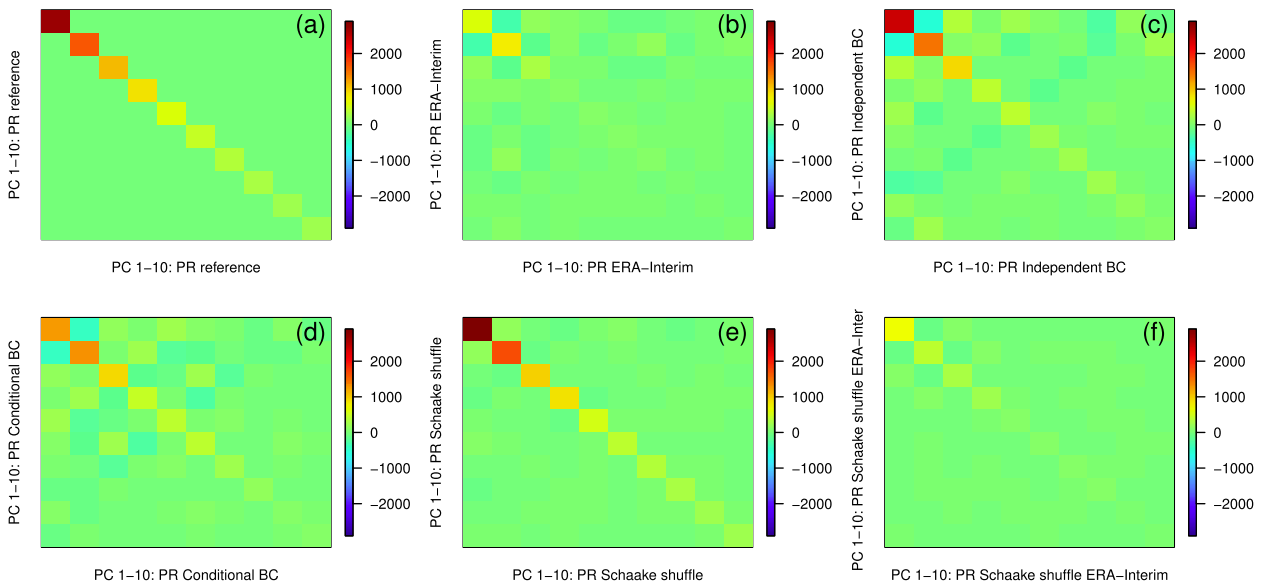 (a)
PC 1−10: PR reference
PC 1−10: PR reference
2000
1000
0
−1000
−2000
(b)
PC 1−10: PR ERA−Interim
PC 1−10: PR ERA−Interim
2000
1000
0
−1000
−2000
(c)
PC 1−10: PR Independent BC
PC 1−10: PR Independent BC
2000
1000
0
−1000
−2000
(d)
PC 1−10: PR Conditional BC
PC 1−10: PR Conditional BC
2000
1000
0
−1000
−2000
(e)
PC 1−10: PR Schaake shuffle
PC 1−10: PR Schaake shuffle
2000
1000
0
−1000
−2000
(f)
PC 1−10: PR Schaake shuffle ERA−Inter
PC 1−10: PR Schaake shuffle ERA−Interim
2000
1000
0
−1000
−2000